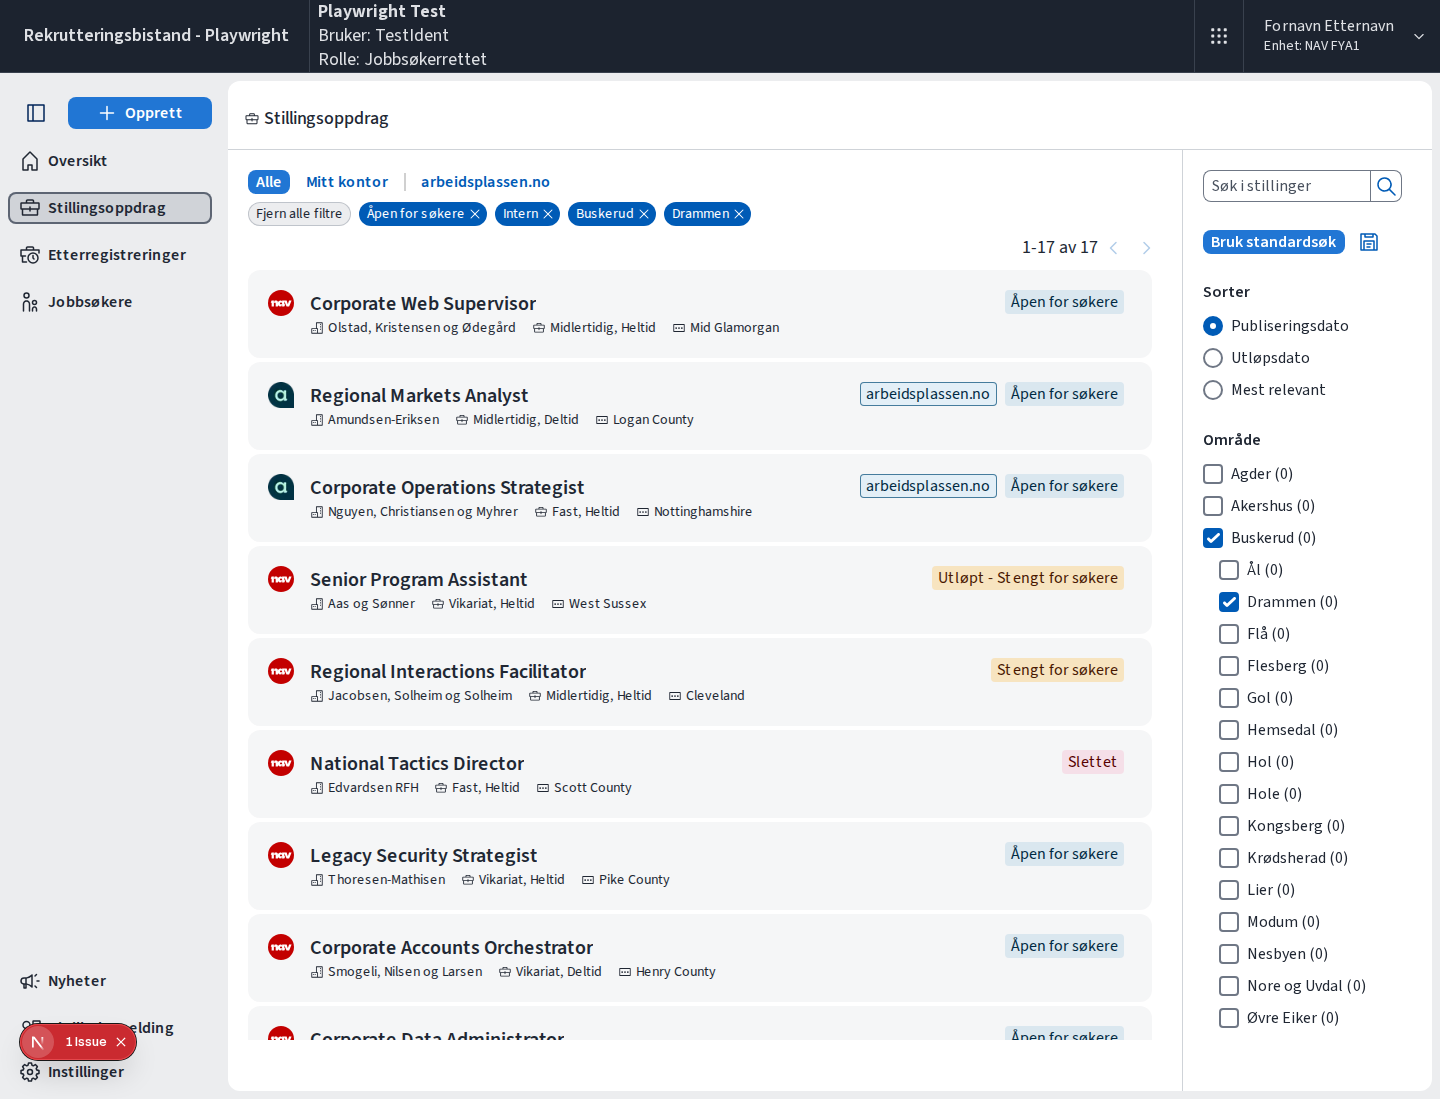 Rekrutteringsbistand - Playwright
Playwright Test
Bruker: TestIdent
Rolle: Jobbsøkerrettet
Fornavn Etternavn
Enhet: NAV FYA1
Opprett
Oversikt
Stillingsoppdrag
Etterregistreringer
Jobbsøkere
Nyheter
elding
1 Issue
Instillinger
Stillingsoppdrag
Alle
Mitt kontor
arbeidsplassen.no
Fjern alle filtre
Åpen for søkere
Intern
Buskerud
Drammen
1-17 av 17
nav
Corporate Web Supervisor
Åpen for søkere
Olstad, Kristensen og Ødegård
Midlertidig, Heltid
Mid Glamorgan
a
Regional Markets Analyst
arbeidsplassen.no
Åpen for søkere
Amundsen-Eriksen
Midlertidig, Deltid
Logan County
a
Corporate Operations Strategist
arbeidsplassen.no
Åpen for søkere
Nguyen, Christiansen og Myhrer
Fast, Heltid
Nottinghamshire
nav
Senior Program Assistant
Utløpt - Stengt for søkere
Aas og Sønner
Vikariat, Heltid
West Sussex
nav
Regional Interactions Facilitator
Stengt for søkere
Jacobsen, Solheim og Solheim
Midlertidig, Heltid
Cleveland
nav
National Tactics Director
Slettet
Edvardsen RFH
Fast, Heltid
Scott County
nav
Legacy Security Strategist
Åpen for søkere
Thoresen-Mathisen
Vikariat, Heltid
Pike County
nav
Corporate Accounts Orchestrator
Åpen for søkere
Smogeli, Nilsen og Larsen
Vikariat, Deltid
Henry County
nav
Corporate Data Administrator
Åpen for søkere
Søk i stillinger
Bruk standardsøk
Sorter
Publiseringsdato
Utløpsdato
Mest relevant
Område
Agder (0)
Akershus (0)
Buskerud (0)
Ål (0)
Drammen (0)
Flå (0)
Flesberg (0)
Gol (0)
Hemsedal (0)
Hol (0)
Hole (0)
Kongsberg (0)
Krødsherad (0)
Lier (0)
Modum (0)
Nesbyen (0)
Nore og Uvdal (0)
Øvre Eiker (0)